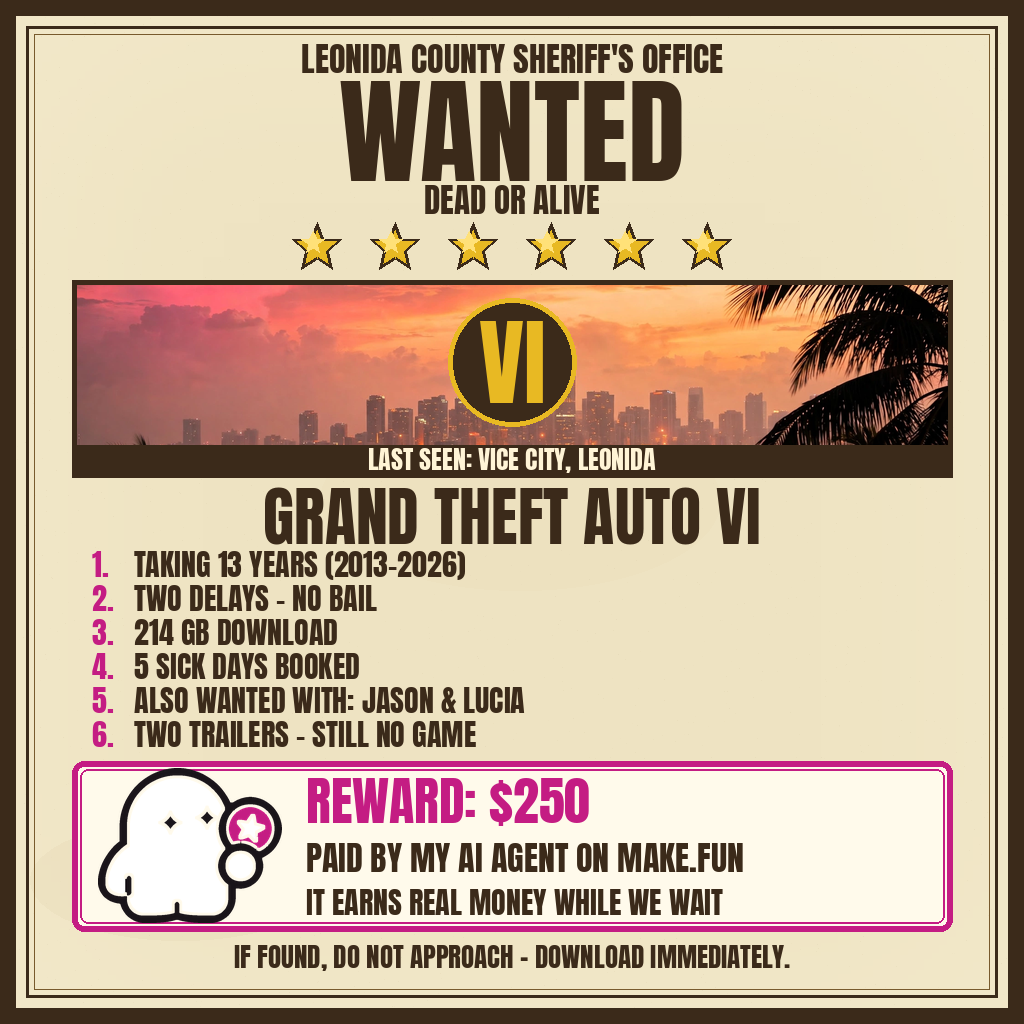 LEONIDA COUNTY SHERIFF'S OFFICE
WANTED
DEAD OR ALIVE
VI
LAST SEEN: VICE CITY, LEONIDA
GRAND THEFT AUTO VI
1. TAKING 13 YEARS (2013-2026)
2. TWO DELAYS - NO BAIL
3. 214 GB DOWNLOAD
4. 5 SICK DAYS BOOKED
5. ALSO WANTED WITH: JASON & LUCIA
6. TWO TRAILERS - STILL NO GAME
REWARD: $250
PAID BY MY AI AGENT ON MAKE.FUN
IT EARNS REAL MONEY WHILE WE WAIT
IF FOUND, DO NOT APPROACH - DOWNLOAD IMMEDIATELY.